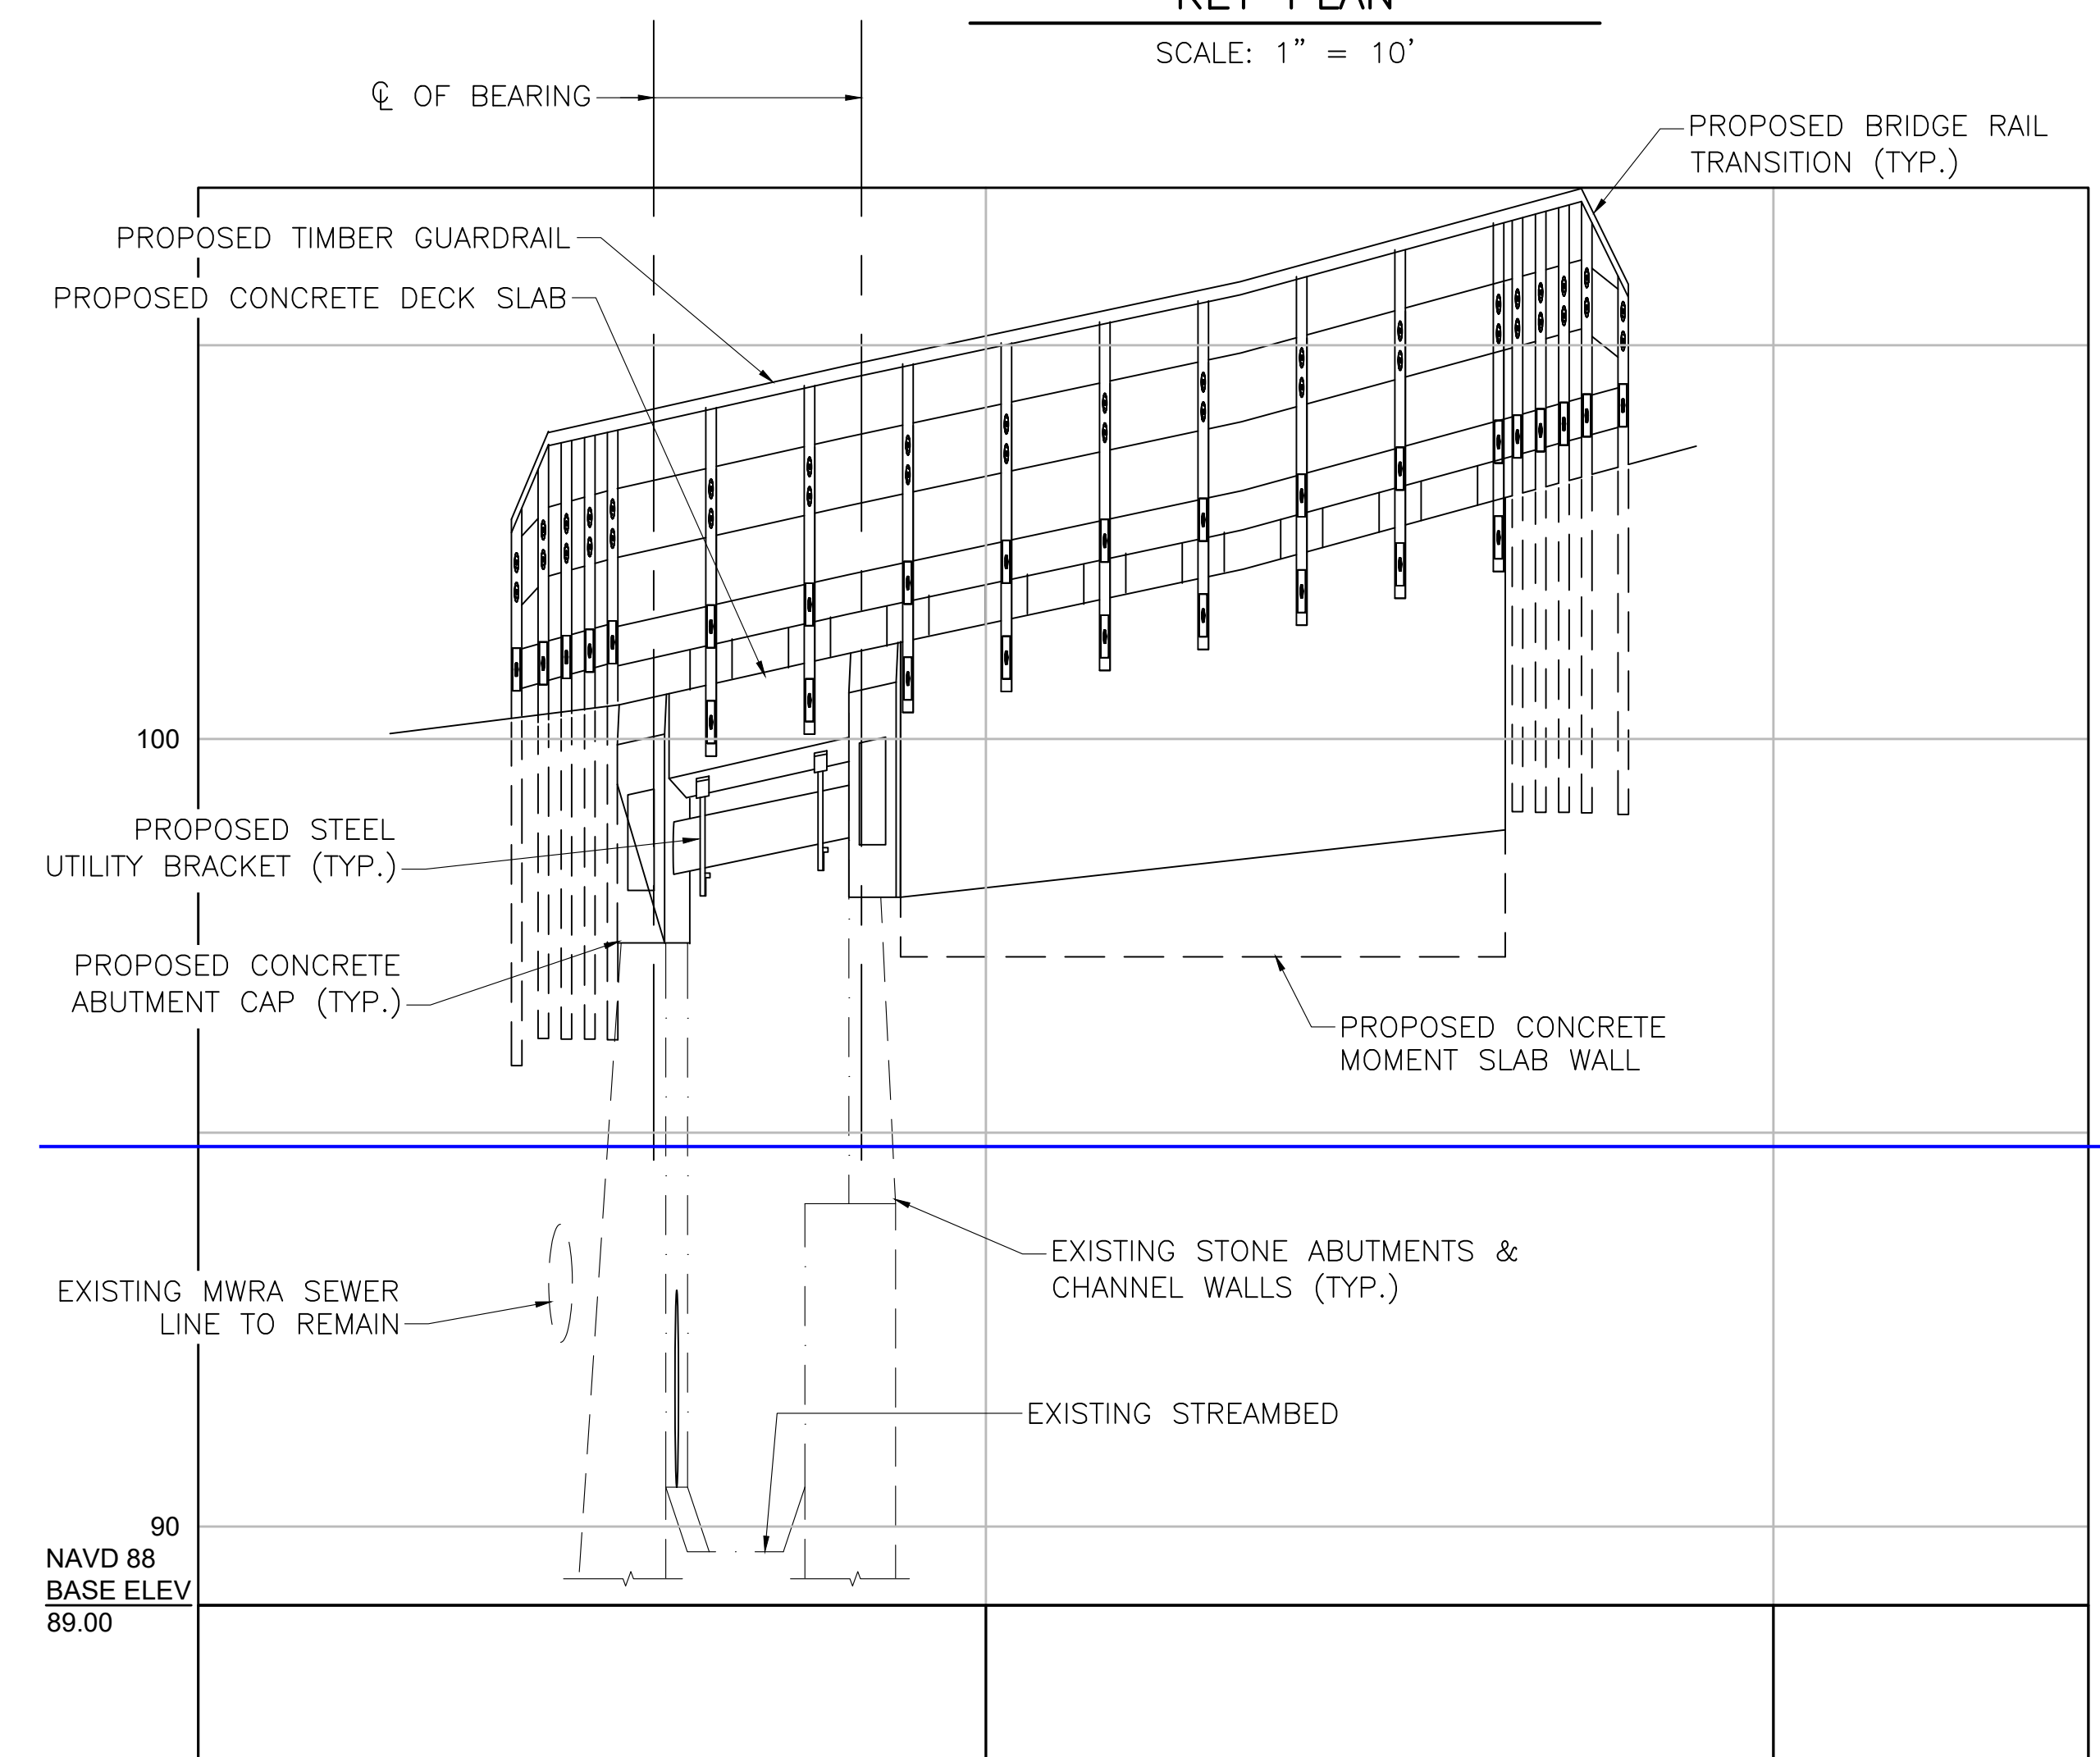 KEY PLAN
SCALE: 1” = 10’
℄ OF BEARING
PROPOSED BRIDGE RAIL
TRANSITION (TYP.)
PROPOSED TIMBER GUARDRAIL
PROPOSED CONCRETE DECK SLAB
100
PROPOSED STEEL
UTILITY BRACKET (TYP.)
PROPOSED CONCRETE
ABUTMENT CAP (TYP.)
PROPOSED CONCRETE
MOMENT SLAB WALL
EXISTING STONE ABUTMENTS &
CHANNEL WALLS (TYP.)
EXISTING MWRA SEWER
LINE TO REMAIN
EXISTING STREAMBED
90
NAVD 88
BASE ELEV
89.00